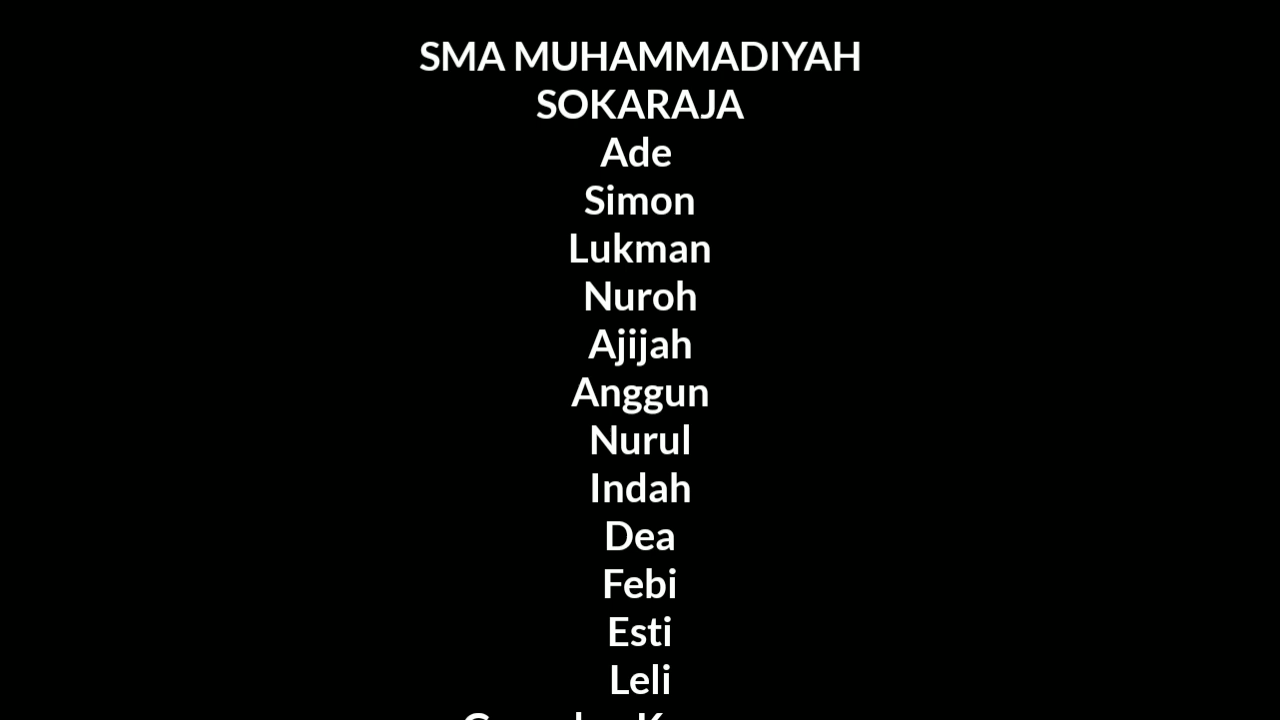 SMA MUHAMMADIYAH
SOKARAJA
Ade
Simon
Lukman
Nuroh
Ajijah
Anggun
Nurul
Indah
Dea
Febi
Esti
Leli